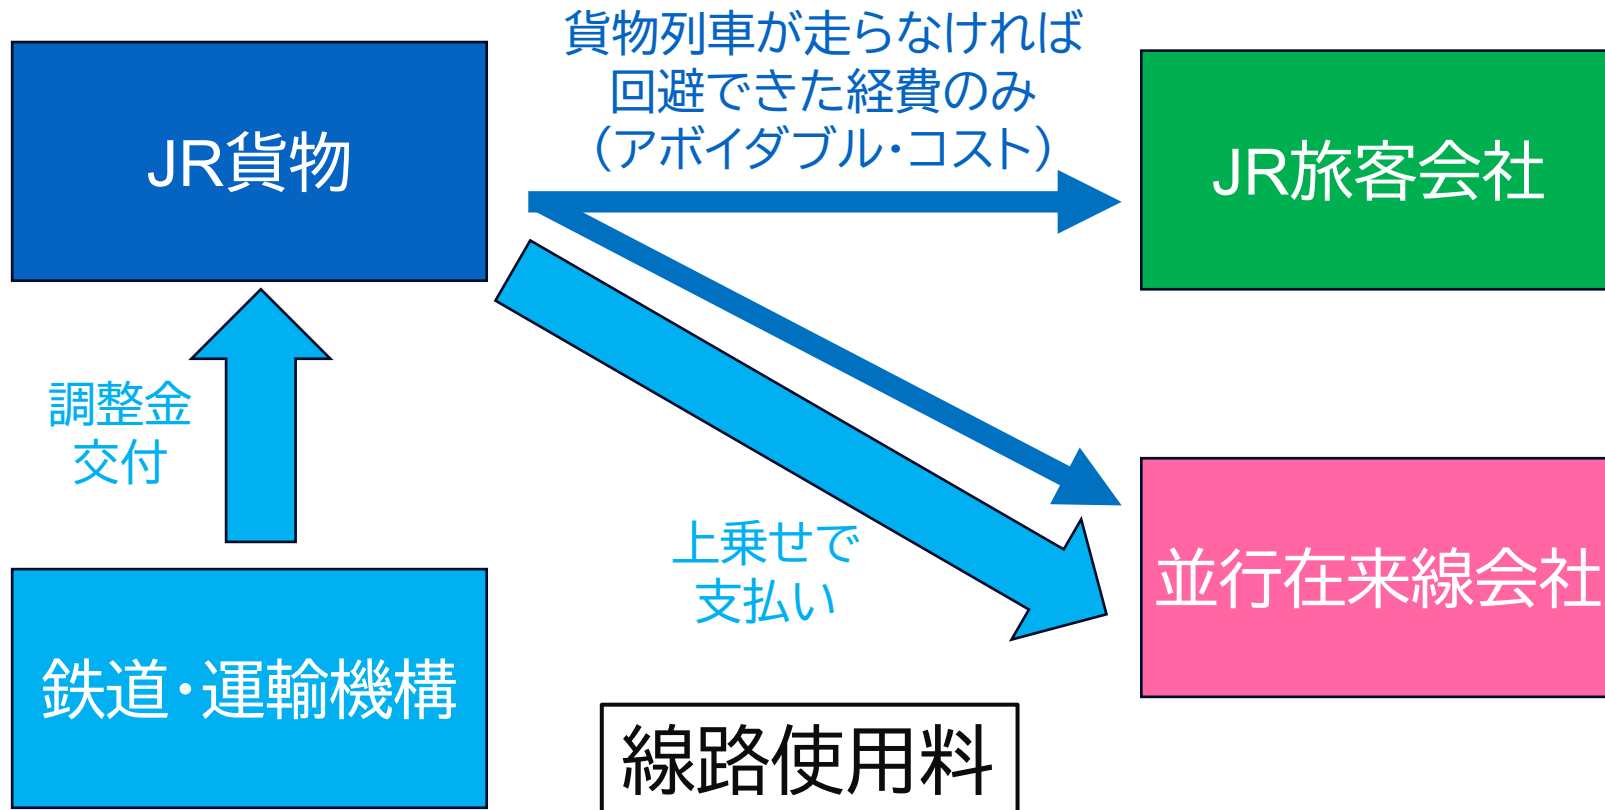 貨物列車が走らなければ
回避できた経費のみ
（アボイダブル・コスト）
JR貨物
JR旅客会社
調整金
交付
上乗せで
支払い
並行在来線会社
鉄道・運輸機構
線路使用料